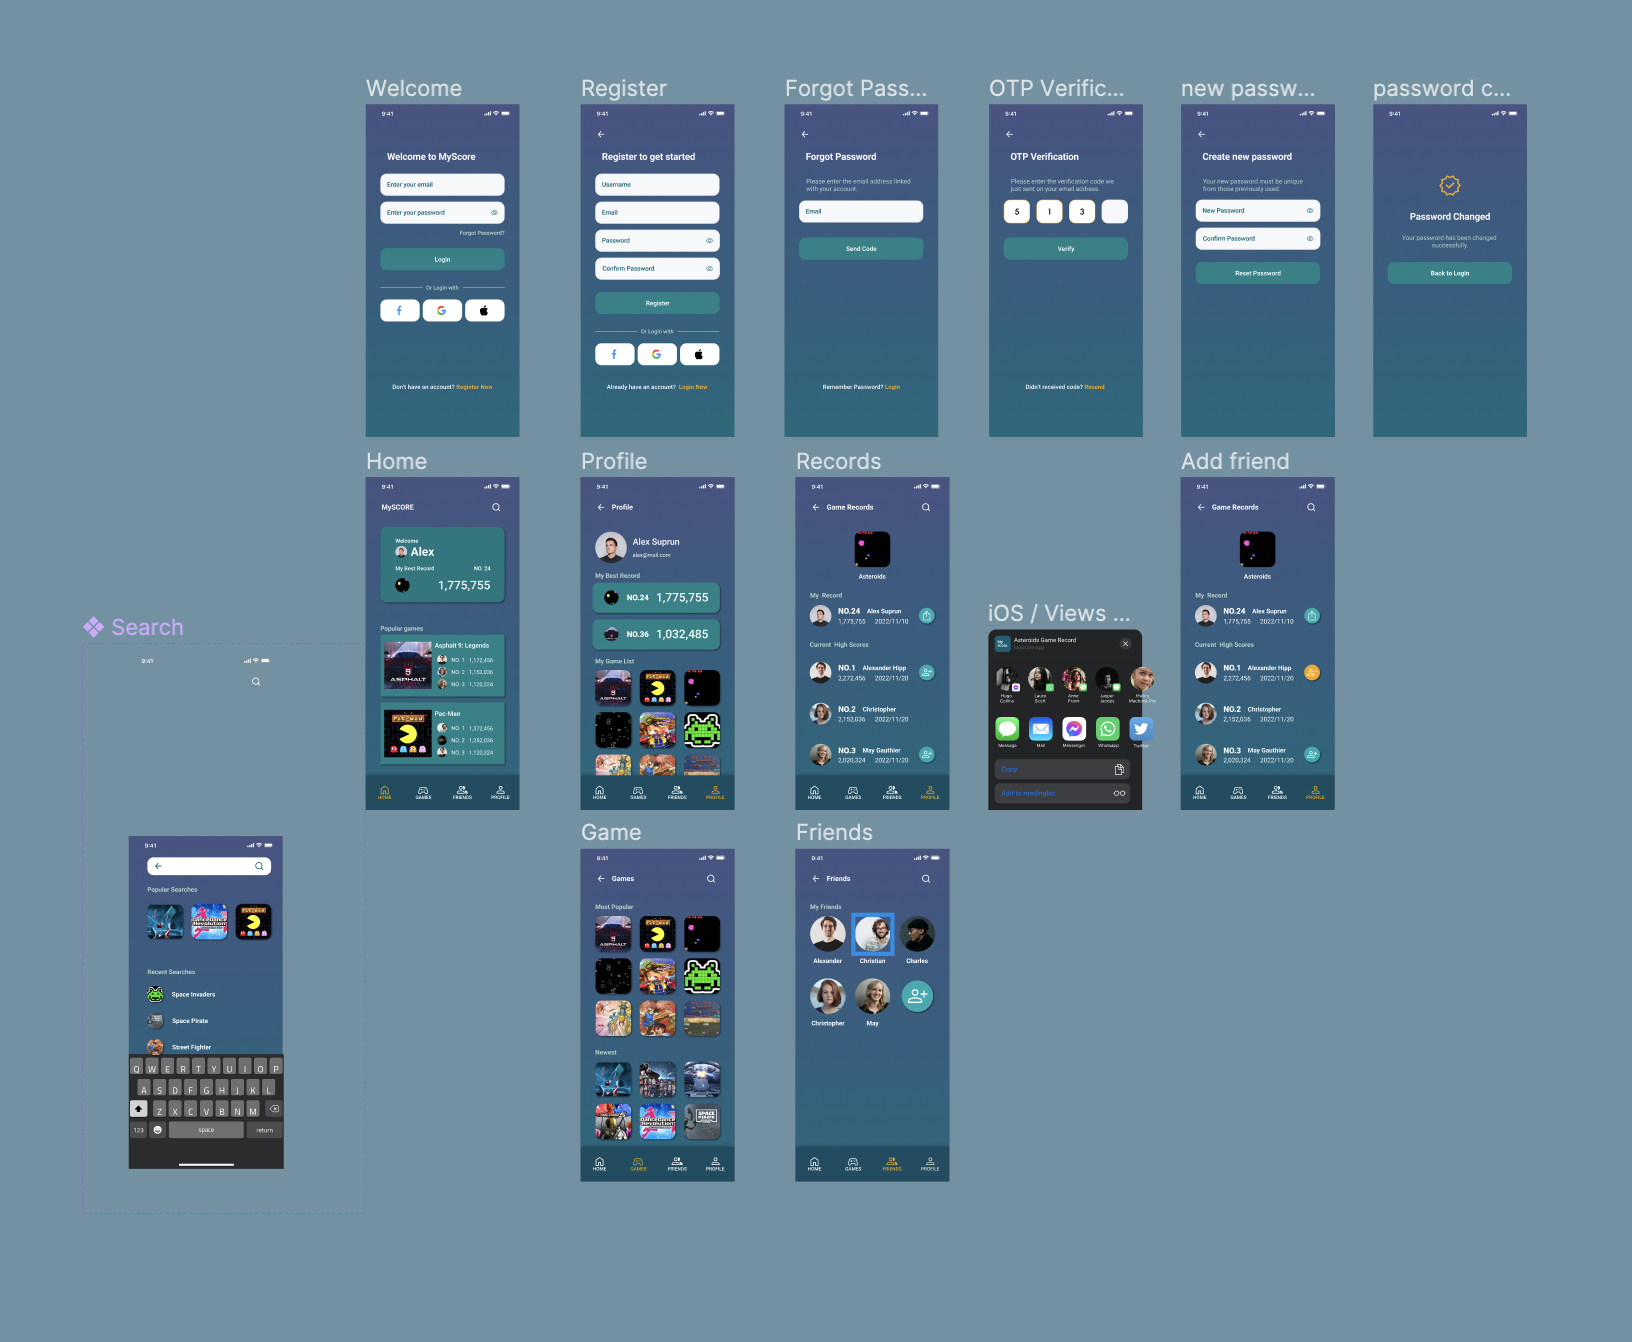 Welcome
9:41
Welcome to MyScore
Enter your email
Enter your password
Forgot Password?
Login
Or Login with
Don't have an account? Register Now
Register
9:41
Register to get started
Username
Email
Password
Confirm Password
Register
Or Login with
Already have an account? Login Now
Forgot Pass...
9:41
Forgot Password
Please enter the email address linked
with your account.
Email
Send Code
Remember Password? Login
OTP Verific...
9:41
OTP Verification
Please enter the verification code we
just sent on your email address.
5 1 3
Verify
Didn't received code? Resend
new passw...
9:41
Create new password
Your new password must be unique
from those previously used.
New Password
Confirm Password
Reset Password
password c...
9:41
Password Changed
Your password has been changed
successfully.
Back to Login
Home
9:41
MySCORE
Welcome
Alex
My Best Record NO. 24
1,775,755
Popular games
Asphalt 9: Legends
9
ASPHALT
NO. 1 1,172,456
NO. 2 1,152,036
NO. 3 1,120,324
Pac-Man
NO. 1 1,372,456
NO. 2 1,252,036
NO. 3 1,120,324
HOME GAMES FRIENDS PROFILE
Profile
9:41
Profile
Alex Suprun
alex@mail.com
My Best Record
NO.24 1,775,755
NO.36 1,032,485
My Game List
ASPHALT
HOME GAMES FRIENDS PROFILE
Records
9:41
Game Records
Asteroids
My Record
NO.24 Alex Suprun
1,775,755 2022/11/10
Current High Scores
NO.1 Alexander Hipp
2,272,456 2022/11/20
NO.2 Christopher
2,152,036 2022/11/20
NO.3 May Gauthier
2,020,324 2022/11/20
HOME GAMES FRIENDS PROFILE
iOS / Views ...
Asteroids Game Record
MyScore App
Hugo
Collins
Laura
Scott
Anne
Frank
Jasper
Jacobs
Macbook Pro
Message Mail Messenger Whatsapp Twitter
Copy
Add to readinglist
Add friend
9:41
Game Records
Asteroids
My Record
NO.24 Alex Suprun
1,775,755 2022/11/10
Current High Scores
NO.1 Alexander Hipp
2,272,456 2022/11/20
NO.2 Christopher
2,152,036 2022/11/20
NO.3 May Gauthier
2,020,324 2022/11/20
HOME GAMES FRIENDS PROFILE
Search
9:41
9:41
Popular Searches
DanceDance
Revolution
Recent Searches
Space Invaders
Space Pirate
Street Fighter
Q W E R T Y U I O P
A S D F G H J K L
Z X C V B N M
123 space return
Game
9:41
Games
Most Popular
ASPHALT
Newest
DanceDance
Revolution
SPACE
PIRATE
HOME GAMES FRIENDS PROFILE
Friends
9:41
Friends
My Friends
Alexander Christian Charles
Christopher May
HOME GAMES FRIENDS PROFILE